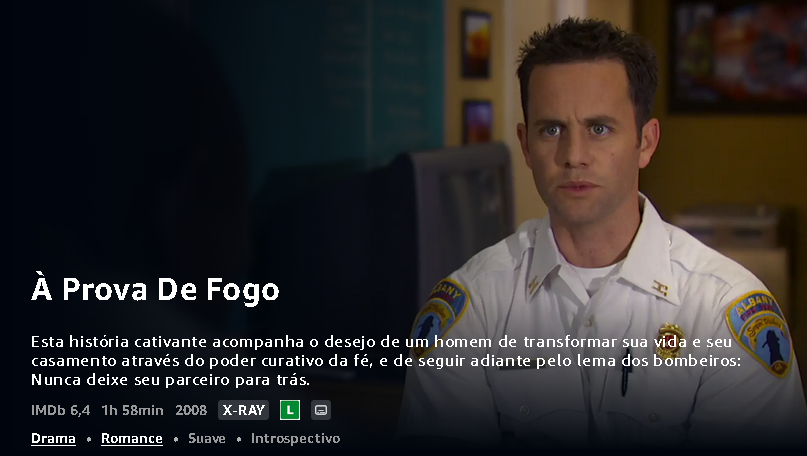 ALBANY
ALBANY
À Prova De Fogo
Esta história cativante acompanha o desejo de um homem de transformar sua vida e seu
casamento através do poder curativo da fé, e de seguir adiante pelo lema dos bombeiros:
Nunca deixe seu parceiro para trás.
IMDb 6,4 1h 58min 2008 X-RAY L
Drama • Romance • Suave • Introspectivo